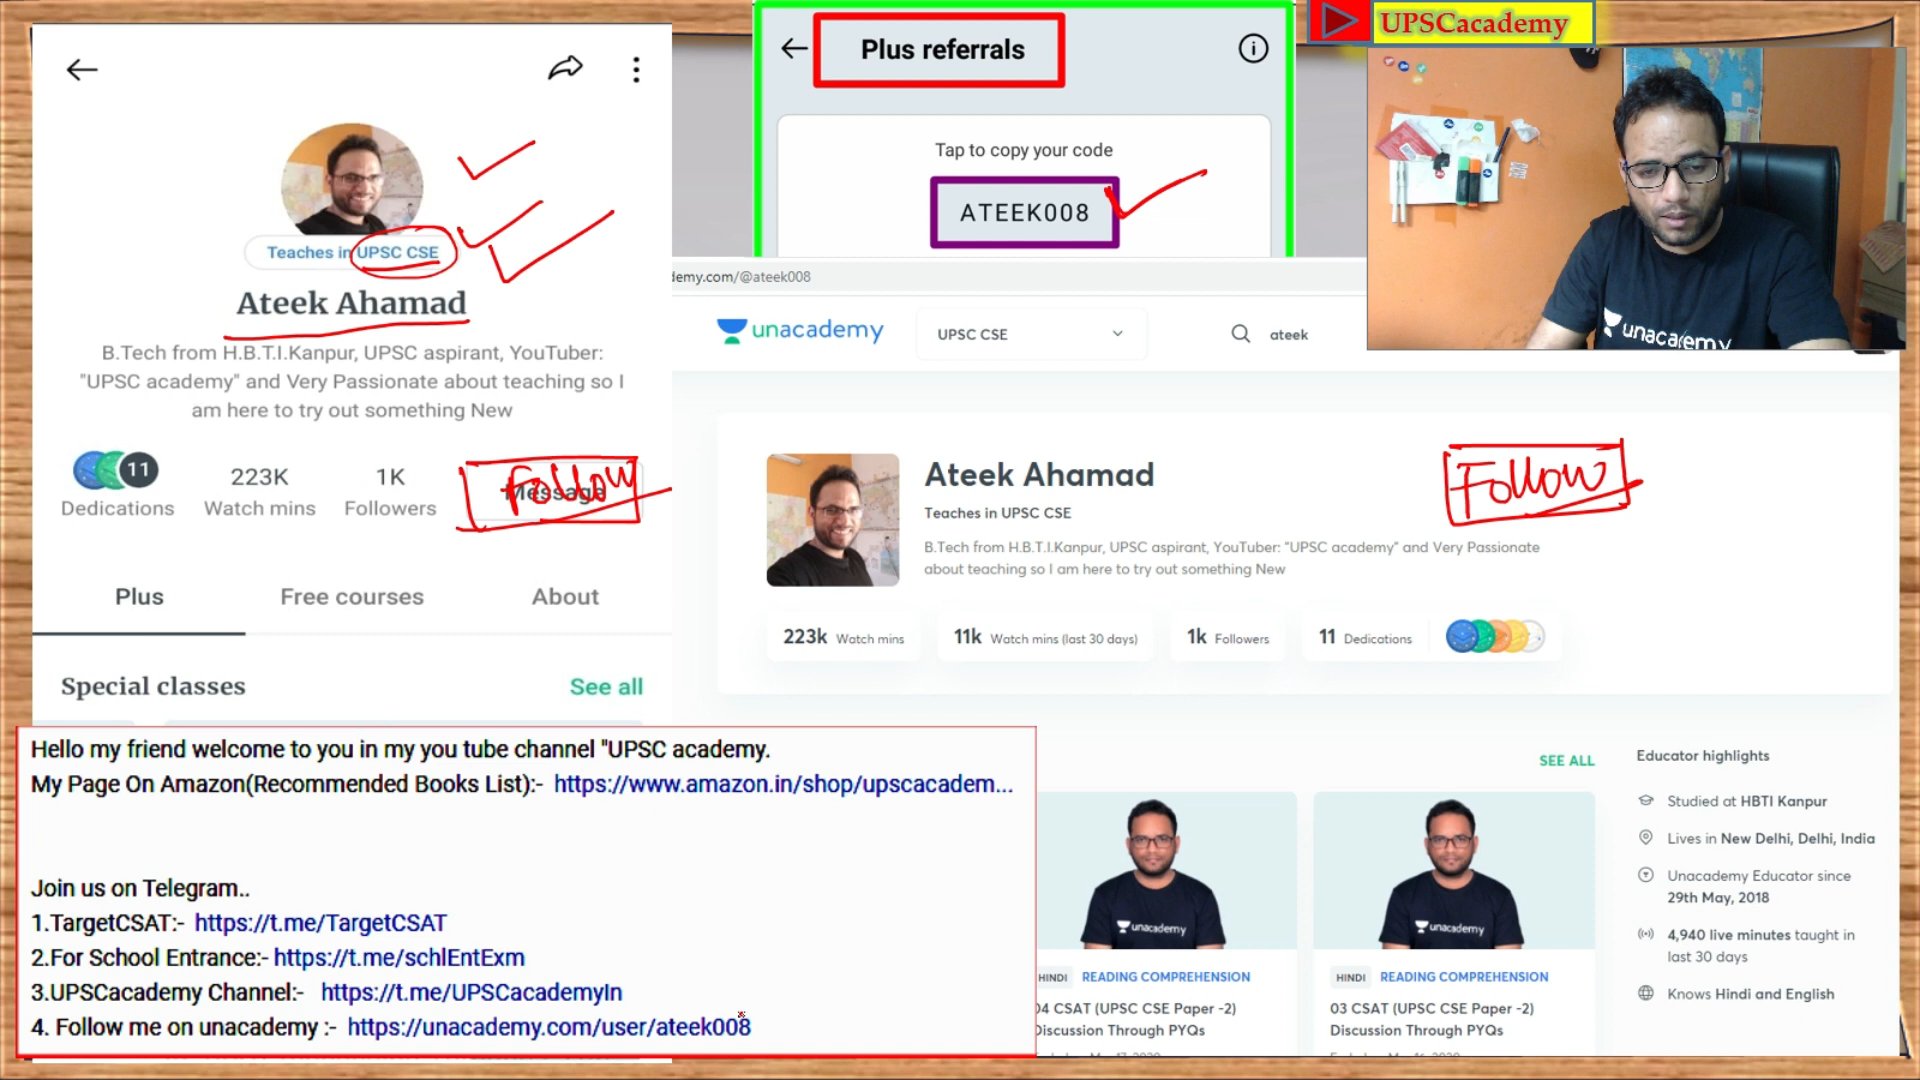 Teaches in UPSC CSE
Ateek Ahamad
B.Tech from H.B.T.I.Kanpur, UPSC aspirant, YouTuber:
"UPSC academy" and Very Passionate about teaching so I
am here to try out something New
11
223K
1K
Follow
Message
Dedications
Watch mins
Followers
Plus
Free courses
About
Special classes
See all
Plus referrals
Tap to copy your code
ATEEK008
UPSCacademy
unacademy
demy.com/@ateek008
unacademy
UPSC CSE
ateek
Ateek Ahamad
Teaches in UPSC CSE
B.Tech from H.B.T.I.Kanpur, UPSC aspirant, YouTuber: "UPSC academy" and Very Passionate
about teaching so I am here to try out something New
Follow
223k Watch mins
11k Watch mins (last 30 days)
1k Followers
11 Dedications
SEE ALL
Educator highlights
Studied at HBTI Kanpur
Lives in New Delhi, Delhi, India
Unacademy Educator since
29th May, 2018
4,940 live minutes taught in
last 30 days
Knows Hindi and English
unacademy
unacademy
HINDI READING COMPREHENSION
04 CSAT (UPSC CSE Paper -2)
Discussion Through PYQs
HINDI READING COMPREHENSION
03 CSAT (UPSC CSE Paper -2)
Discussion Through PYQs
Hello my friend welcome to you in my you tube channel "UPSC academy.
My Page On Amazon(Recommended Books List):- https://www.amazon.in/shop/upscacadem...
Join us on Telegram..
1.TargetCSAT:- https://t.me/TargetCSAT
2.For School Entrance:- https://t.me/schlEntExm
3.UPSCacademy Channel:- https://t.me/UPSCacademyIn
4. Follow me on unacademy :- https://unacademy.com/user/ateek008